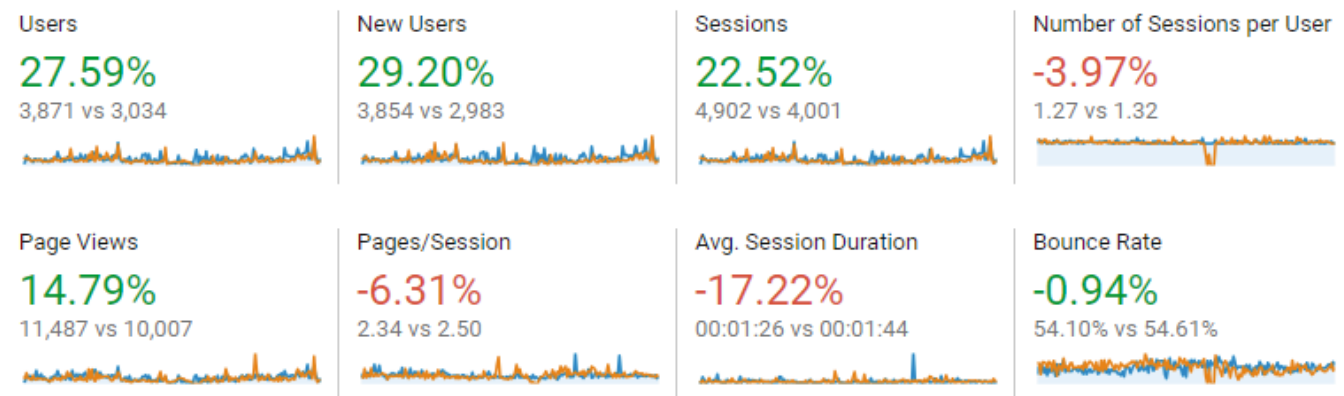 Users
27.59%
3,871 vs 3,034
New Users
29.20%
3,854 vs 2,983
Sessions
22.52%
4,902 vs 4,001
Number of Sessions per User
-3.97%
1.27 vs 1.32
Page Views
14.79%
11,487 vs 10,007
Pages/Session
-6.31%
2.34 vs 2.50
Avg. Session Duration
-17.22%
00:01:26 vs 00:01:44
Bounce Rate
-0.94%
54.10% vs 54.61%